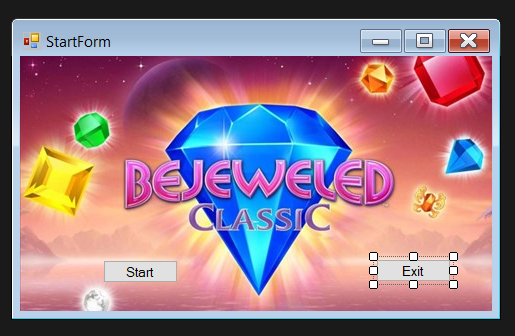 StartForm
BEJEWELED
CLASSIC
Start
Exit